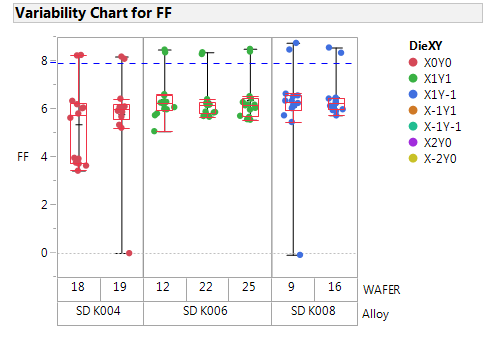 Variability Chart for FF
DieXY
X0Y0
X1Y1
X1Y-1
X-1Y1
X-1Y-1
X2Y0
X-2Y0
8
6
FF
4
2
0
18 19 12 22 25 9 16 WAFER
SD K004 SD K006 SD K008 Alloy